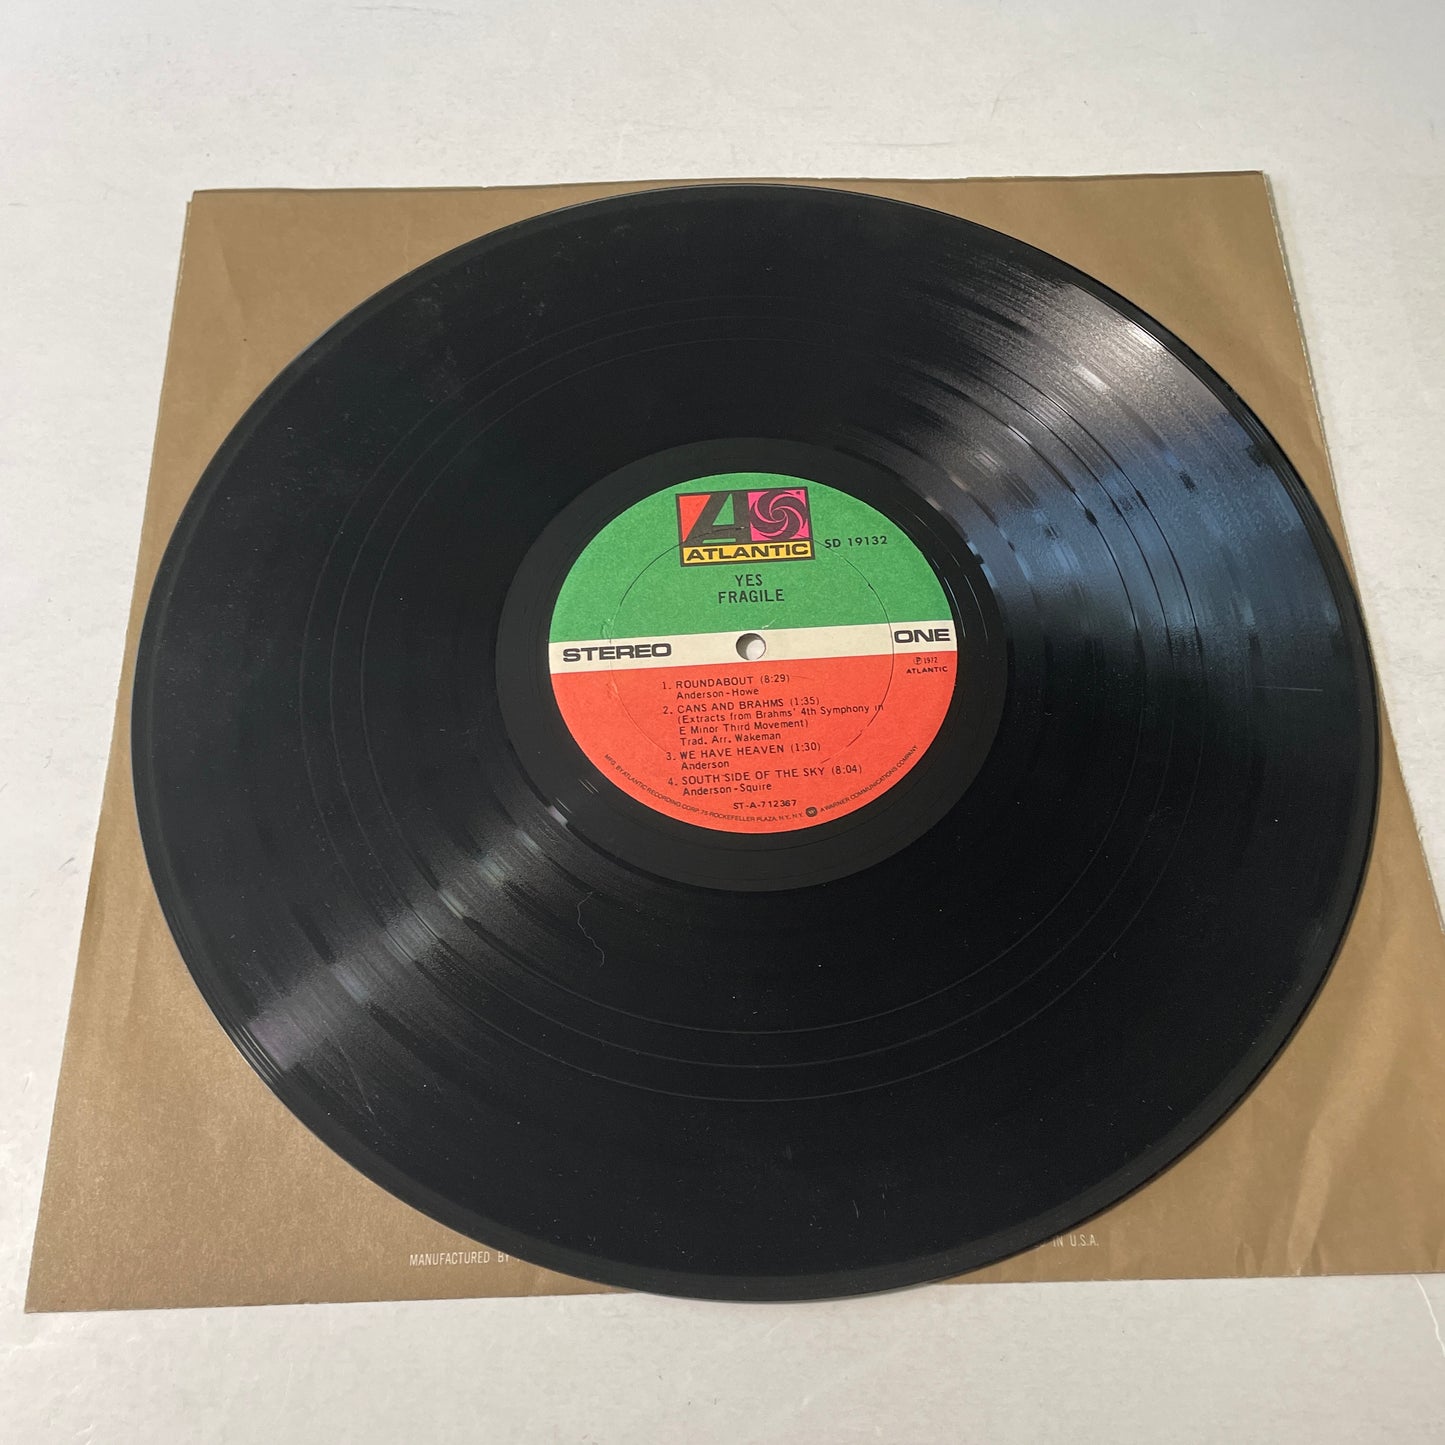 ATLANTIC
SD 19132
YES
FRAGILE
STEREO
ONE
℗ 1972
ATLANTIC
1. ROUNDABOUT (8:29)
Anderson-Howe
2. CANS AND BRAHMS (1:35)
(Extracts from Brahms' 4th Symphony in
E Minor Third Movement)
Trad. Arr. Wakeman
3. WE HAVE HEAVEN (1:30)
Anderson
4. SOUTH SIDE OF THE SKY (8:04)
Anderson-Squire
ST-A-712367
MFG. BY ATLANTIC RECORDING CORP. 75 ROCKEFELLER PLAZA, N.Y., N.Y. A WARNER COMMUNICATIONS COMPANY
MANUFACTURED BY
IN U.S.A.